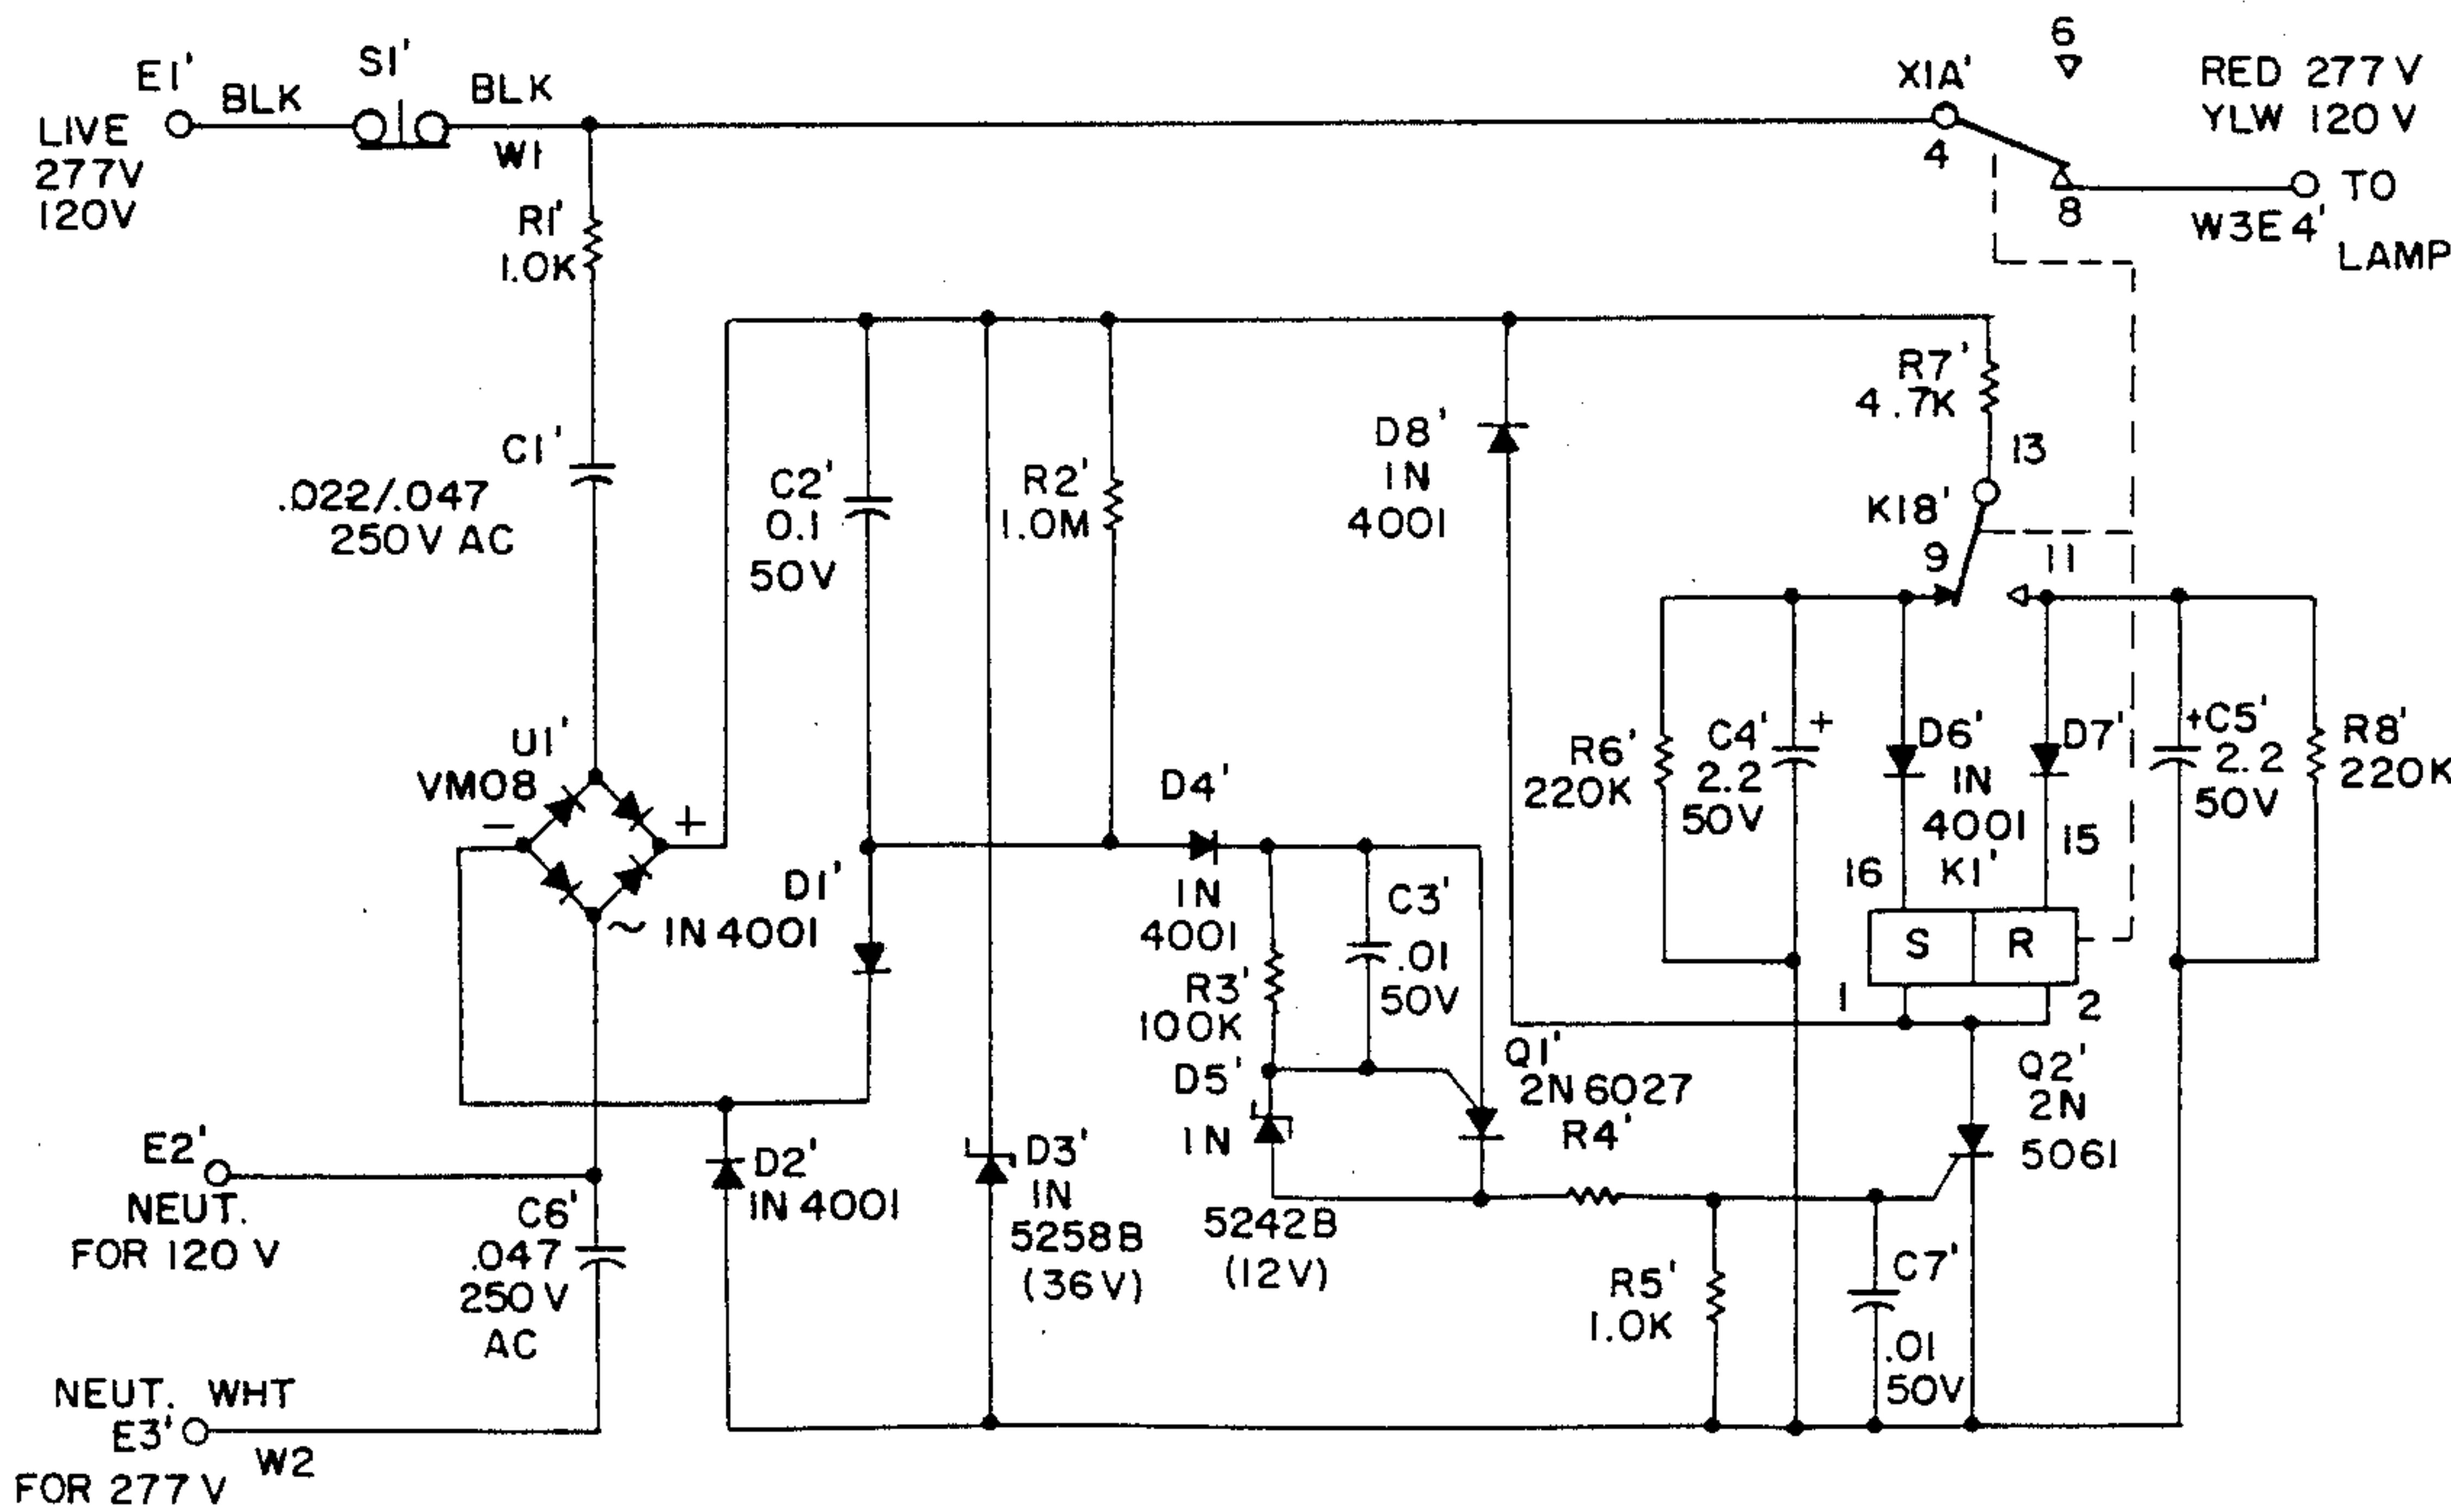 E1'
BLK
S1'
BLK
W1
LIVE
277V
120V
X1A'
4
6
8
RED 277V
YLW 120V
TO
W3E4'
LAMP
R1'
1.0K
C1'
.022/.047
250V AC
C2'
0.1
50V
R2'
1.0M
D8'
1N
4001
R7'
4.7K
13
K18'
9
11
U1'
VM08
−
+
~
D1'
1N4001
D4'
1N
4001
R3'
100K
C3'
.01
50V
R6'
220K
C4'
+
2.2
50V
D6'
1N
4001
D7'
+C5'
2.2
50V
R8'
220K
16
K1'
15
S
R
1
2
D5'
1N
5242B
(12V)
Q1'
2N6027
R4'
Q2'
2N
5061
E2'
NEUT.
FOR 120 V
C6'
.047
250V
AC
D2'
1N4001
D3'
1N
5258B
(36V)
R5'
1.0K
C7'
.01
50V
NEUT. WHT
E3'
W2
FOR 277 V